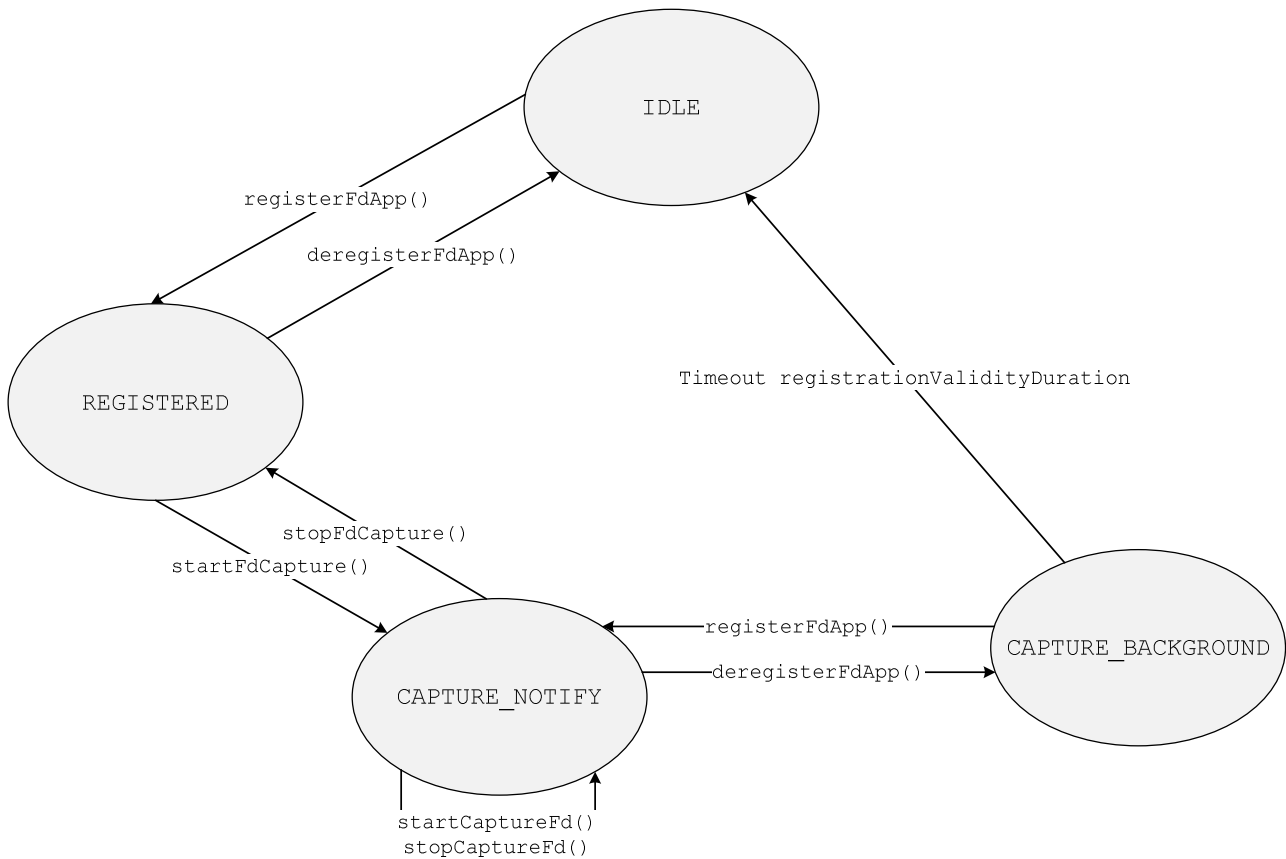 IDLE
registerFdApp()
deregisterFdApp()
Timeout registrationValidityDuration
REGISTERED
stopFdCapture()
startFdCapture()
registerFdApp()
CAPTURE_BACKGROUND
deregisterFdApp()
CAPTURE_NOTIFY
startCaptureFd()
stopCaptureFd()